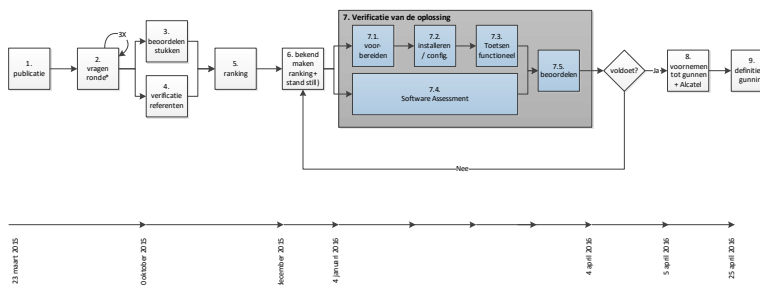 7. Verificatie van de oplossing
3X
1.
publicatie
2.
vragen
ronde*
3.
beoordelen
stukken
4.
verificatie
referenten
5.
ranking
6. bekend
maken
ranking+
stand still)
7.1.
voor-
bereiden
7.2.
installeren
/ config.
7.3.
Toetsen
functioneel
7.4.
Software Assessment
7.5.
beoordelen
voldoet?
Ja
8.
voornemen
tot gunnen
+ Alcatel
9.
definitie
gunnin
Nee
23 maart 2015
oktober 2015
december 2015
4 januari 2016
4 april 2016
5 april 2016
25 april 2016